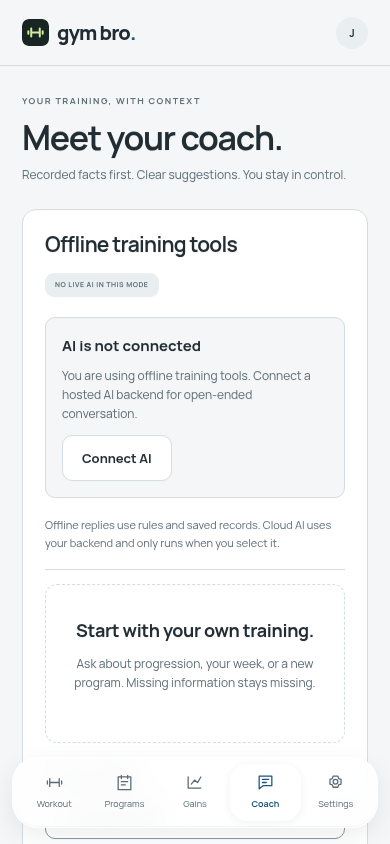 gym bro.
J
YOUR TRAINING, WITH CONTEXT
Meet your coach.
Recorded facts first. Clear suggestions. You stay in control.
Offline training tools
NO LIVE AI IN THIS MODE
AI is not connected
You are using offline training tools. Connect a
hosted AI backend for open-ended
conversation.
Connect AI
Offline replies use rules and saved records. Cloud AI uses
your backend and only runs when you select it.
Start with your own training.
Ask about progression, your week, or a new
program. Missing information stays missing.
Workout
Programs
Gains
Coach
Settings